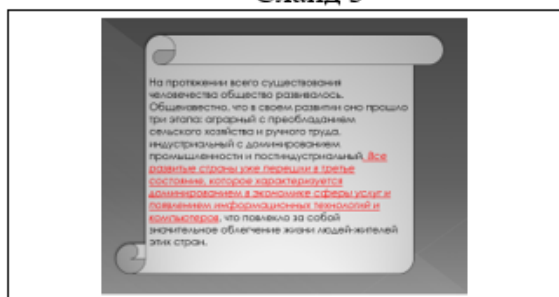 На протяжении всего существования
человечества общество развивалось.
Общеизвестно, что в своем развитии оно прошло
три этапа: аграрный с преобладанием
сельского хозяйства и ручного труда,
индустриальный с доминированием
промышленности и постиндустриальный. Все
развитые страны уже перешли в третье
состояние, которое характеризуется
доминированием в экономике сферы услуг и
появлением информационных технологий и
компьютеров, что повлекло за собой
значительное облегчение жизни людей-жителей
этих стран.